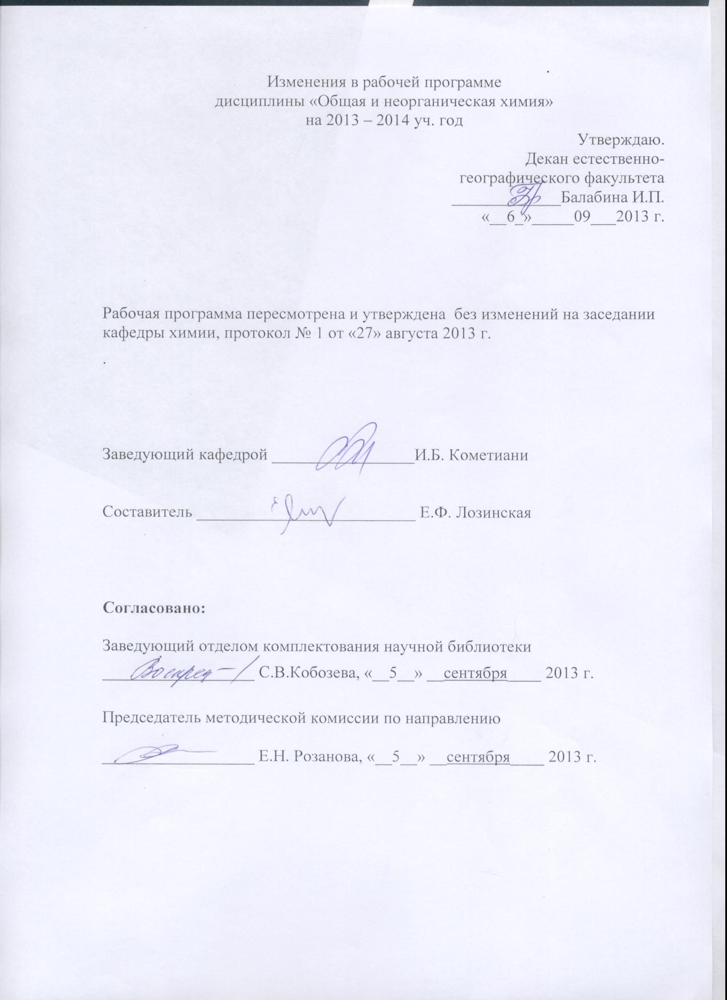 Изменения в рабочей программе
дисциплины «Общая и неорганическая химия»
на 2013 – 2014 уч. год
Утверждаю.
Декан естественно-
географического факультета
_____________Балабина И.П.
«__6_»_____09___2013 г.
Рабочая программа пересмотрена и утверждена без изменений на заседании
кафедры химии, протокол № 1 от «27» августа 2013 г.
.
Заведующий кафедрой _________________И.Б. Кометиани
Составитель __________________________ Е.Ф. Лозинская
Согласовано:
Заведующий отделом комплектования научной библиотеки
__________________ С.В.Кобозева, «__5__» __сентября____ 2013 г.
Председатель методической комиссии по направлению
__________________ Е.Н. Розанова, «__5__» __сентября____ 2013 г.